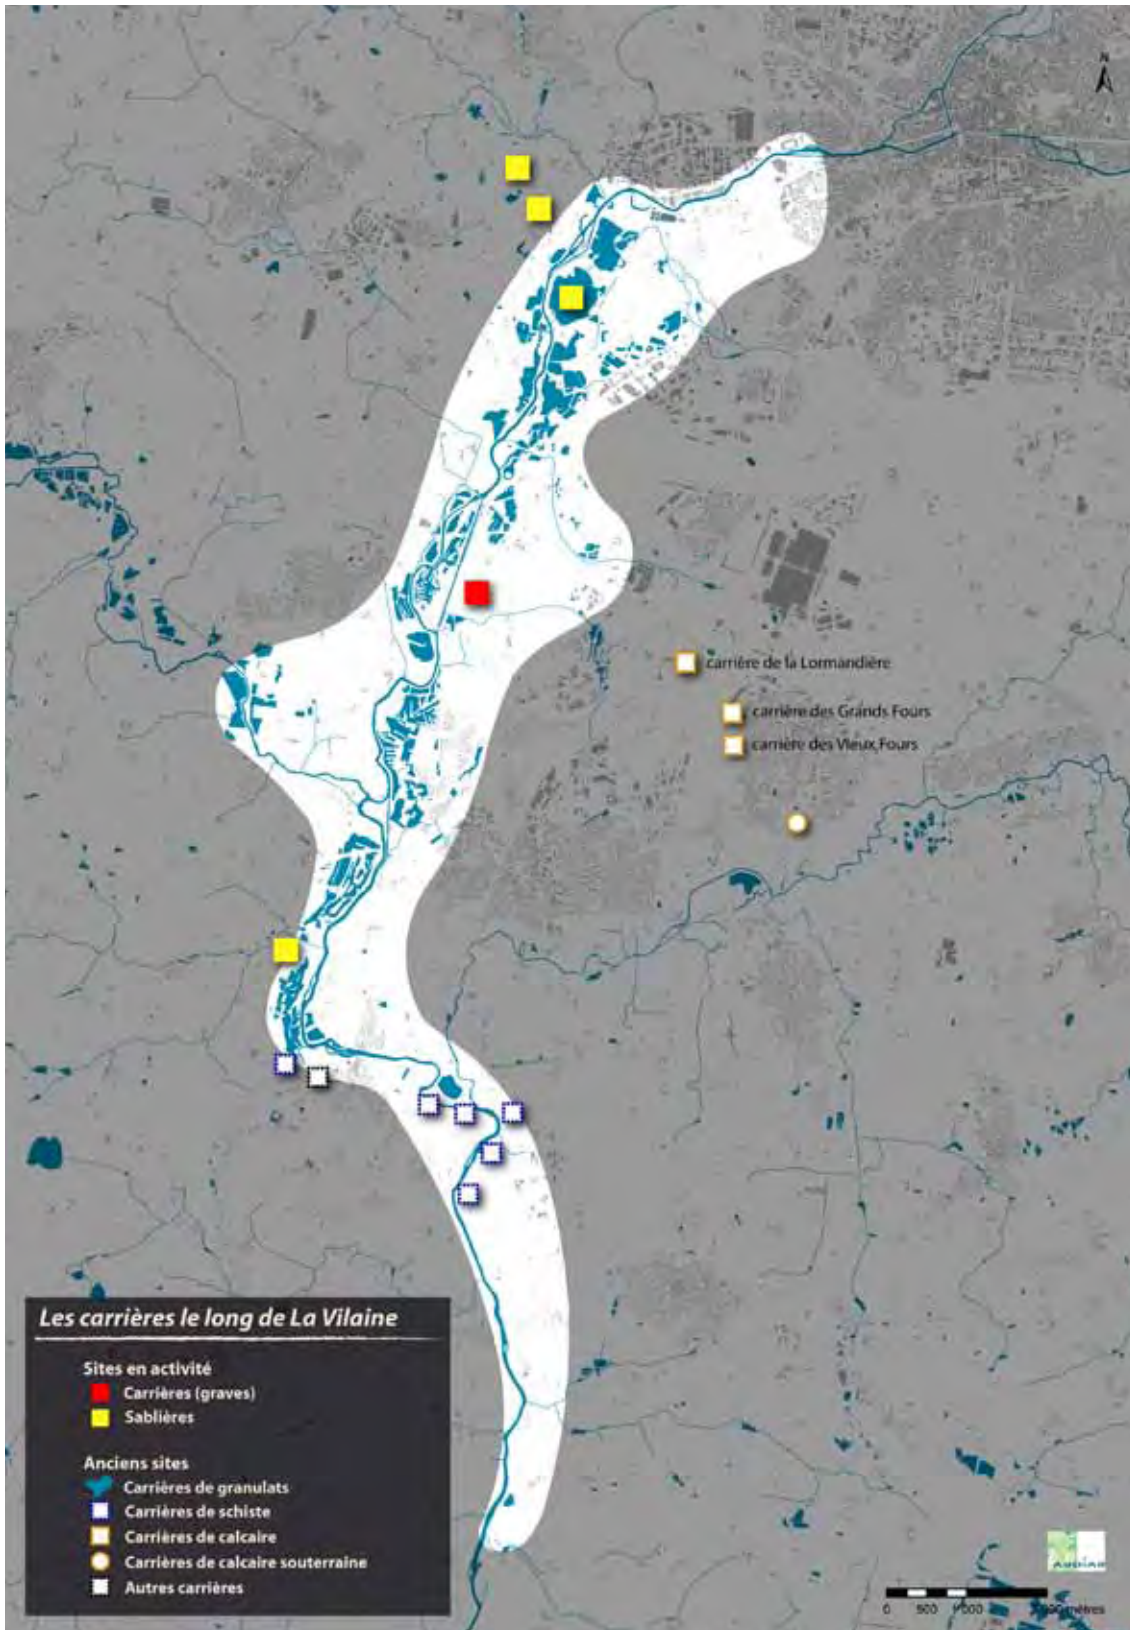 N
carrière de la Lormandière
carrière des Grands Fours
carrière des Vieux Fours
Les carrières le long de La Vilaine
Sites en activité
Carrières (graves)
Sablières
Anciens sites
Carrières de granulats
Carrières de schiste
Carrières de calcaire
Carrières de calcaire souterraine
Autres carrières
AUDIAR
0 500 1 000 mètres